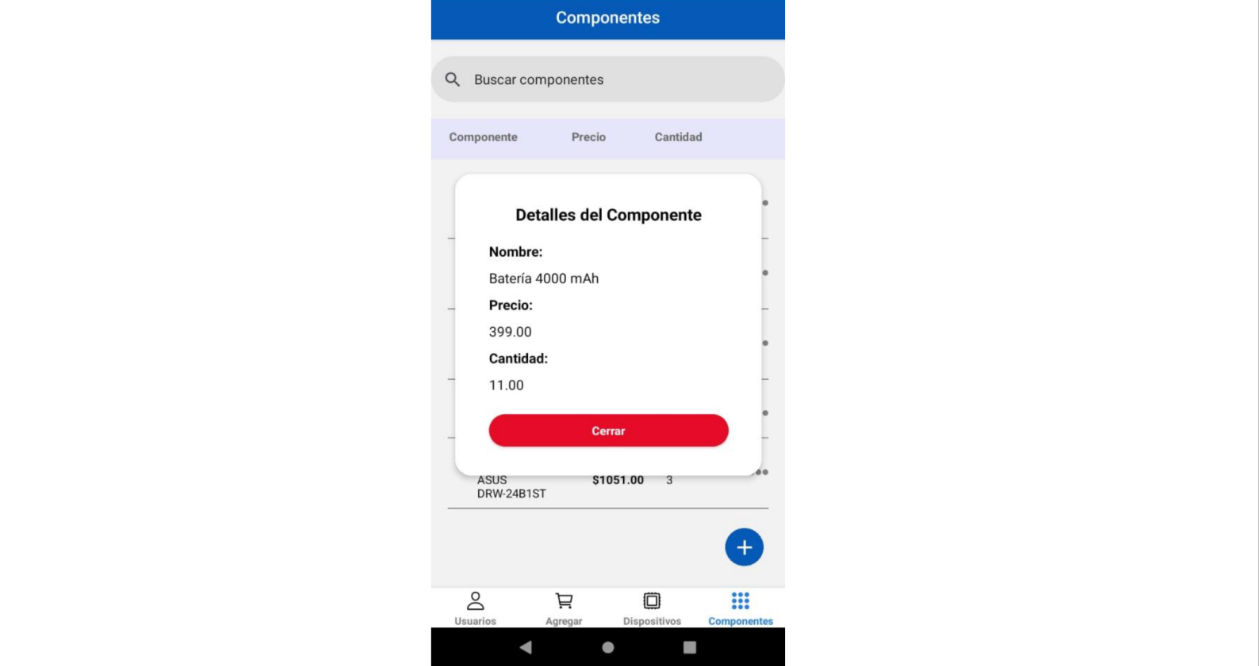 Componentes
Buscar componentes
Componente Precio Cantidad
Detalles del Componente
Nombre:
Batería 4000 mAh
Precio:
399.00
Cantidad:
11.00
Cerrar
ASUS $1051.00 3
DRW-24B1ST
Usuarios Agregar Dispositivos Componentes